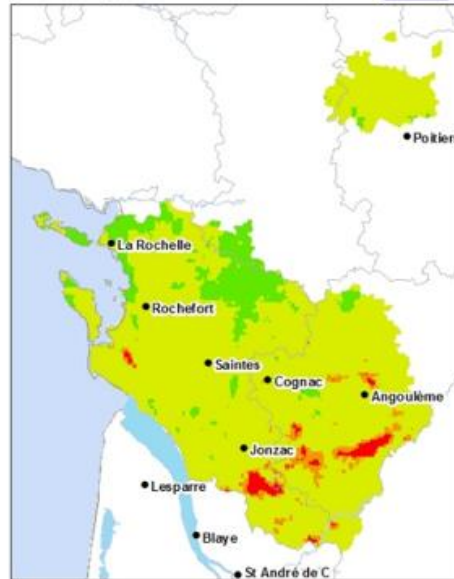 Poitier
La Rochelle
Rochefort
Saintes
Cognac
Angoulême
Jonzac
Lesparre
Blaye
St André de C